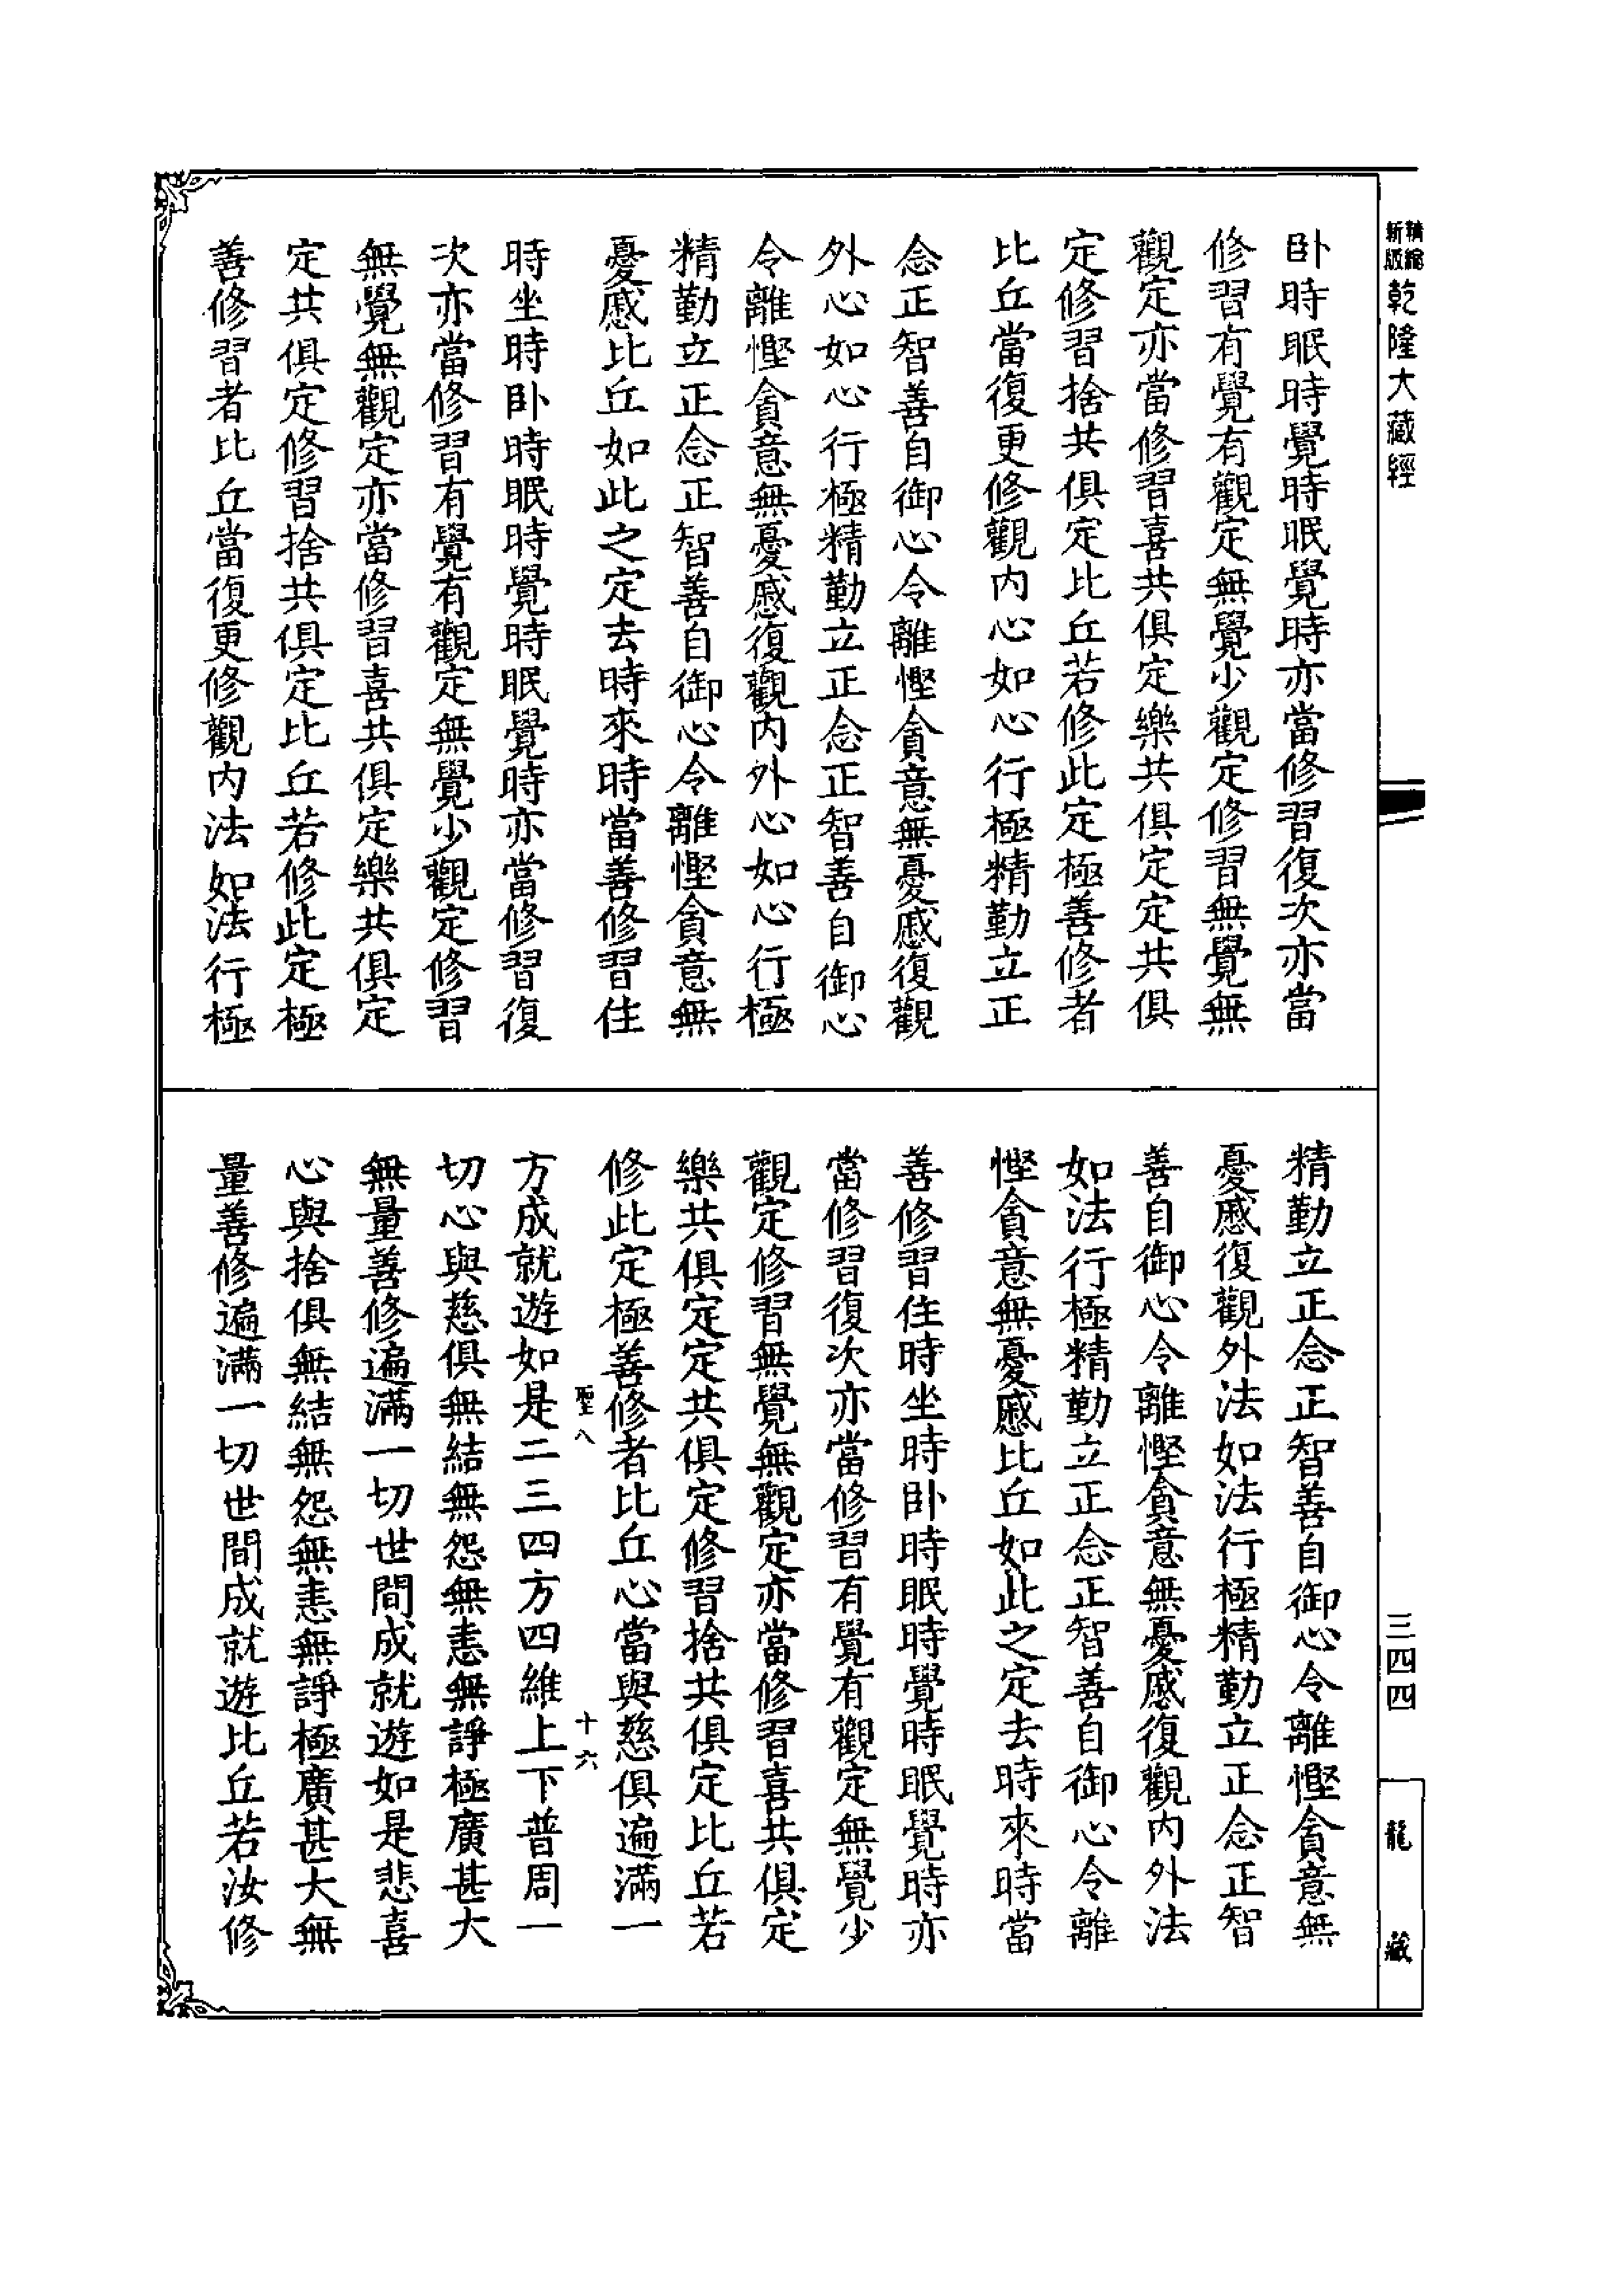 精縮
新版
乾隆大藏經
三四四
龍藏
卧時眠時覺時眠覺時亦當修習復次亦當
修習有覺有觀定無覺少觀定修習無覺無
觀定亦當修習喜共俱定樂共俱定定共俱
定修習捨共俱定比丘若修此定極善修者
比丘當復更修觀內心如心行極精勤立正
念正智善自御心令離慳貪意無憂慼復觀
外心如心行極精勤立正念正智善自御心
令離慳貪意無憂慼復觀內外心如心行極
精勤立正念正智善自御心令離慳貪意無
憂慼比丘如此之定去時來時當善修習住
時坐時卧時眠時覺時眠覺時亦當修習復
次亦當修習有覺有觀定無覺少觀定修習
無覺無觀定亦當修習喜共俱定樂共俱定
定共俱定修習捨共俱定比丘若修此定極
善修習者比丘當復更修觀內法如法行極
精勤立正念正智善自御心令離慳貪意無
憂慼復觀外法如法行極精勤立正念正智
善自御心令離慳貪意無憂慼復觀內外法
如法行極精勤立正念正智善自御心令離
慳貪意無憂慼比丘如此之定去時來時當
善修習住時坐時卧時眠時覺時眠覺時亦
當修習復次亦當修習有覺有觀定無覺少
觀定修習無覺無觀定亦當修習喜共俱定
樂共俱定定共俱定修習捨共俱定比丘若
修此定極善修者比丘心當與慈俱遍滿一
聖八　十六
方成就遊如是二三四方四維上下普周一
切心與慈俱無結無怨無恚無諍極廣甚大
無量善修遍滿一切世間成就遊如是悲喜
心與捨俱無結無怨無恚無諍極廣甚大無
量善修遍滿一切世間成就遊比丘若汝修